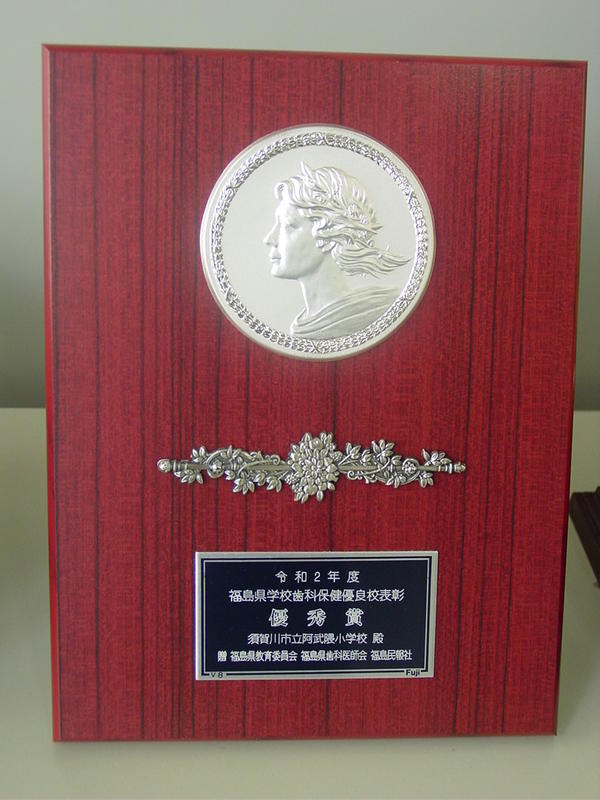 令和2年度
福島県学校歯科保健優良校表彰
優秀賞
須賀川市立阿武隈小学校 殿
贈 福島県教育委員会 福島県歯科医師会 福島民報社
V8 Fuji